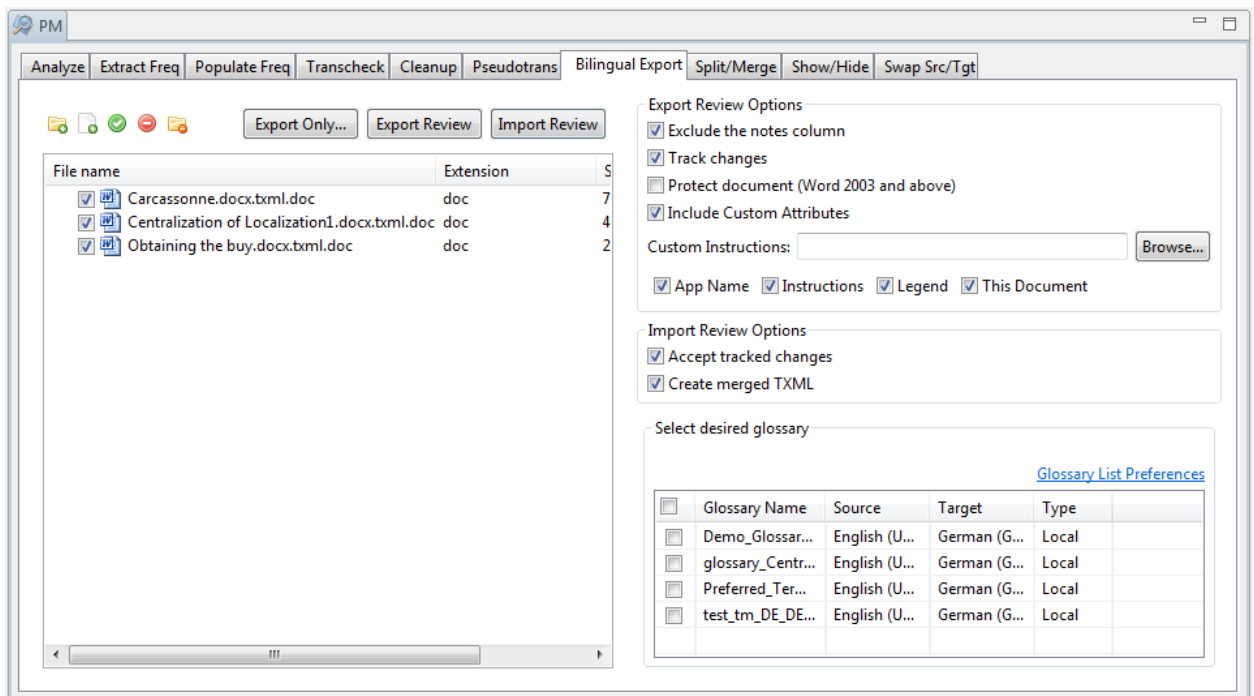 PM
Analyze Extract Freq Populate Freq Transcheck Cleanup Pseudotrans Bilingual Export Split/Merge Show/Hide Swap Src/Tgt
Export Only... Export Review Import Review
File name Extension S
Carcassonne.docx.txml.doc doc 7
Centralization of Localization1.docx.txml.doc doc 4
Obtaining the buy.docx.txml.doc doc 2
Export Review Options
Exclude the notes column
Track changes
Protect document (Word 2003 and above)
Include Custom Attributes
Custom Instructions: Browse...
App Name Instructions Legend This Document
Import Review Options
Accept tracked changes
Create merged TXML
Select desired glossary
Glossary List Preferences
Glossary Name Source Target Type
Demo_Glossar... English (U... German (G... Local
glossary_Centr... English (U... German (G... Local
Preferred_Ter... English (U... German (G... Local
test_tm_DE_DE... English (U... German (G... Local